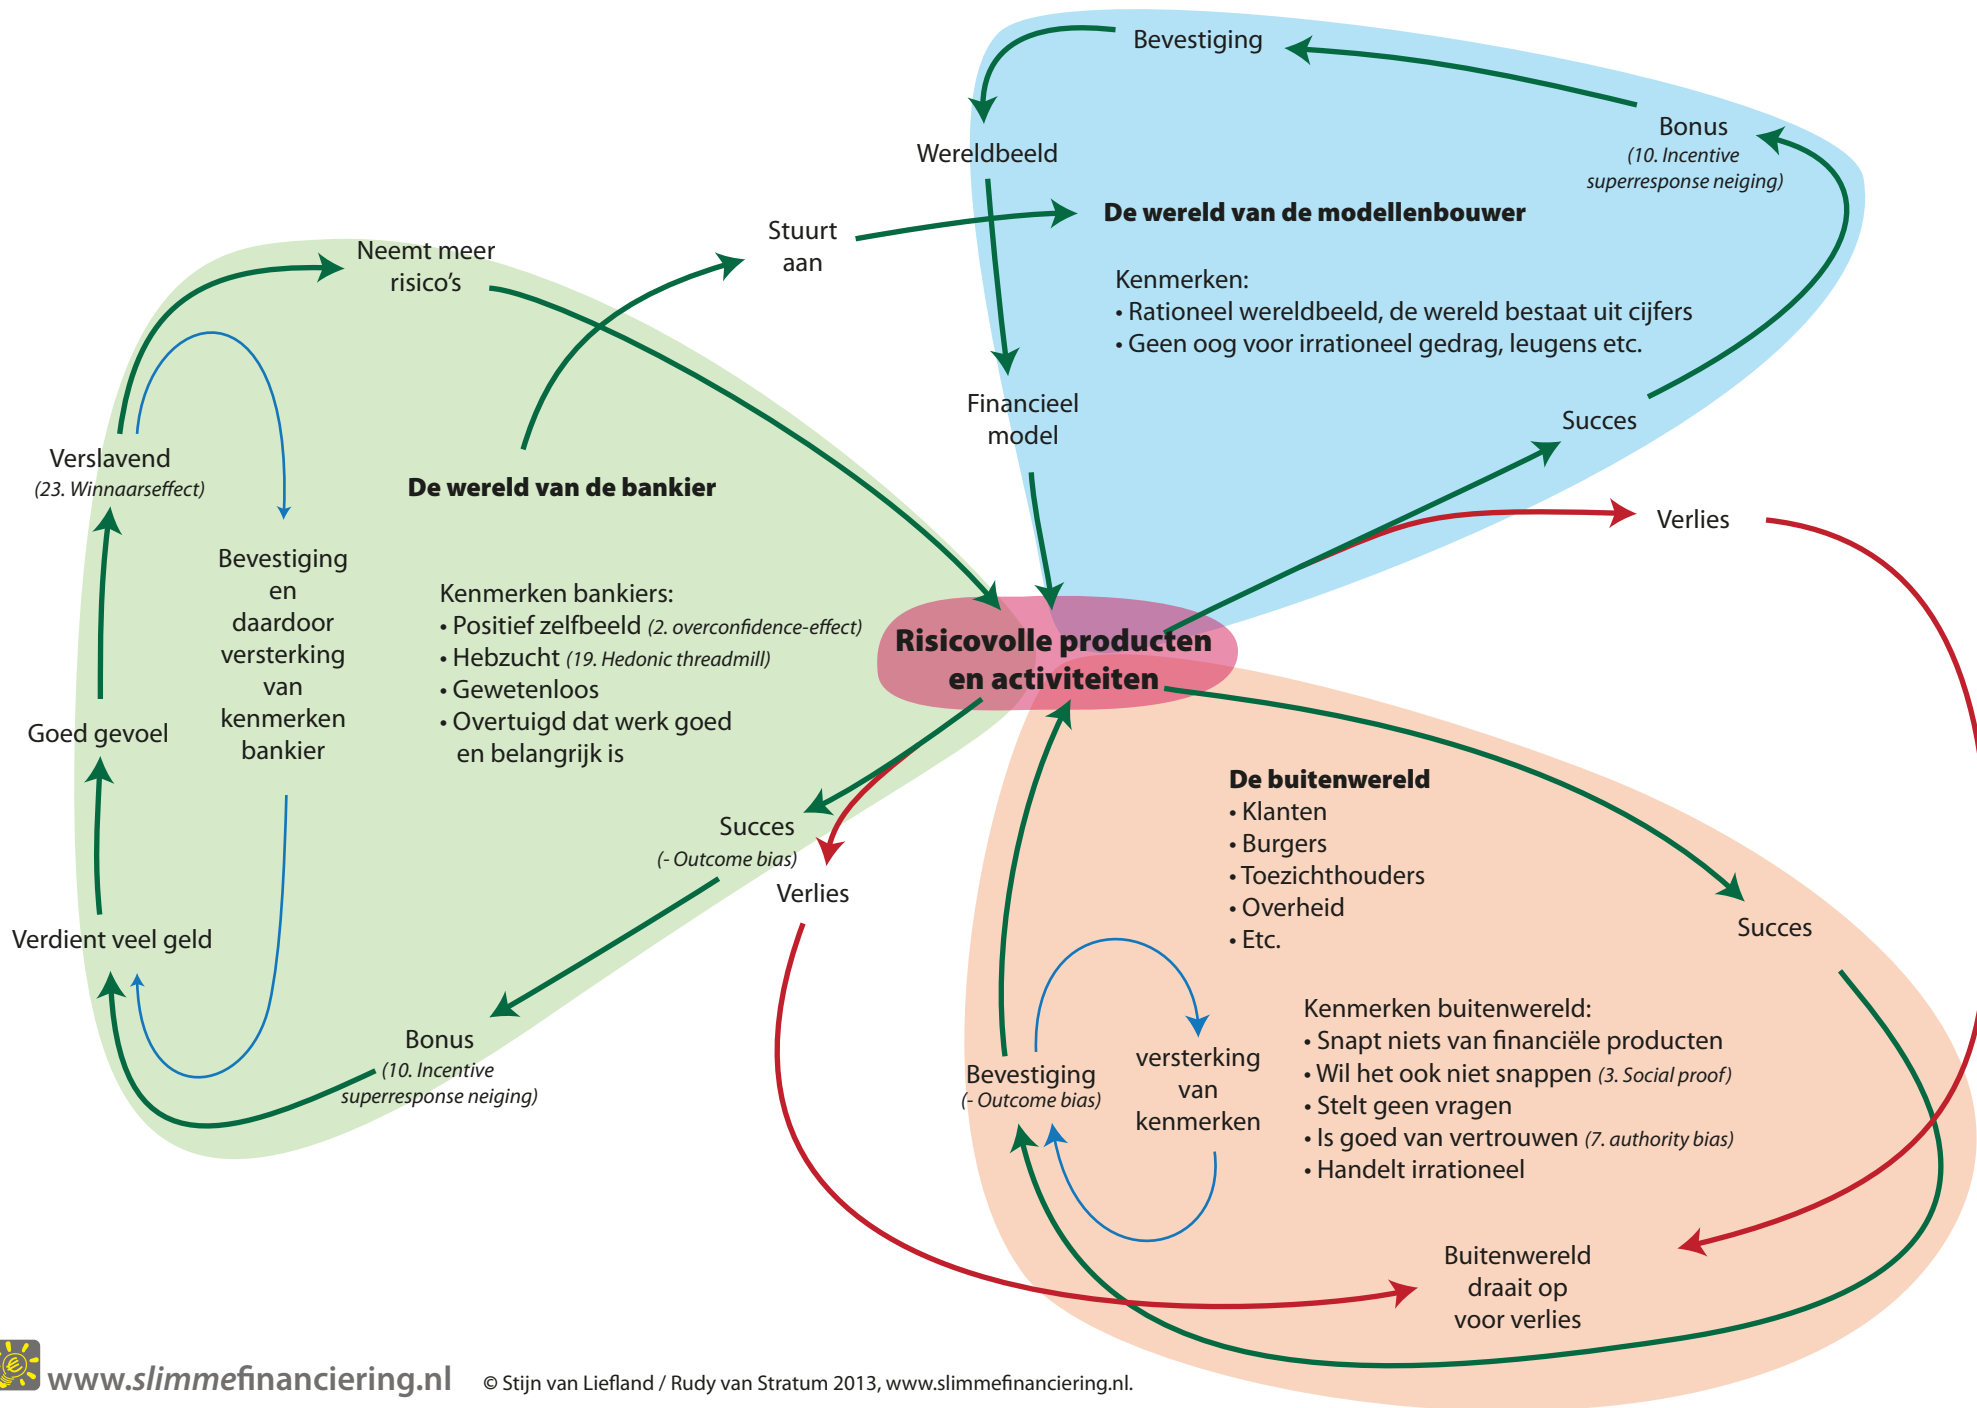 Bevestiging
Bonus
(10. Incentive
superresponse neiging)
Wereldbeeld
De wereld van de modellenbouwer
Kenmerken:
• Rationeel wereldbeeld, de wereld bestaat uit cijfers
• Geen oog voor irrationeel gedrag, leugens etc.
Financieel
model
Succes
Verlies
Stuurt
aan
Neemt meer
risico's
Verslavend
(23. Winnaarseffect)
De wereld van de bankier
Bevestiging
en
daardoor
versterking
van
kenmerken
bankier
Kenmerken bankiers:
• Positief zelfbeeld (2. overconfidence-effect)
• Hebzucht (19. Hedonic threadmill)
• Gewetenloos
• Overtuigd dat werk goed
en belangrijk is
Goed gevoel
Verdient veel geld
Succes
(- Outcome bias)
Verlies
Bonus
(10. Incentive
superresponse neiging)
Risicovolle producten
en activiteiten
De buitenwereld
• Klanten
• Burgers
• Toezichthouders
• Overheid
• Etc.
Succes
Kenmerken buitenwereld:
• Snapt niets van financiële producten
• Wil het ook niet snappen (3. Social proof)
• Stelt geen vragen
• Is goed van vertrouwen (7. authority bias)
• Handelt irrationeel
Bevestiging
(- Outcome bias)
versterking
van
kenmerken
Buitenwereld
draait op
voor verlies
€
www.slimmefinanciering.nl
© Stijn van Liefland / Rudy van Stratum 2013, www.slimmefinanciering.nl.